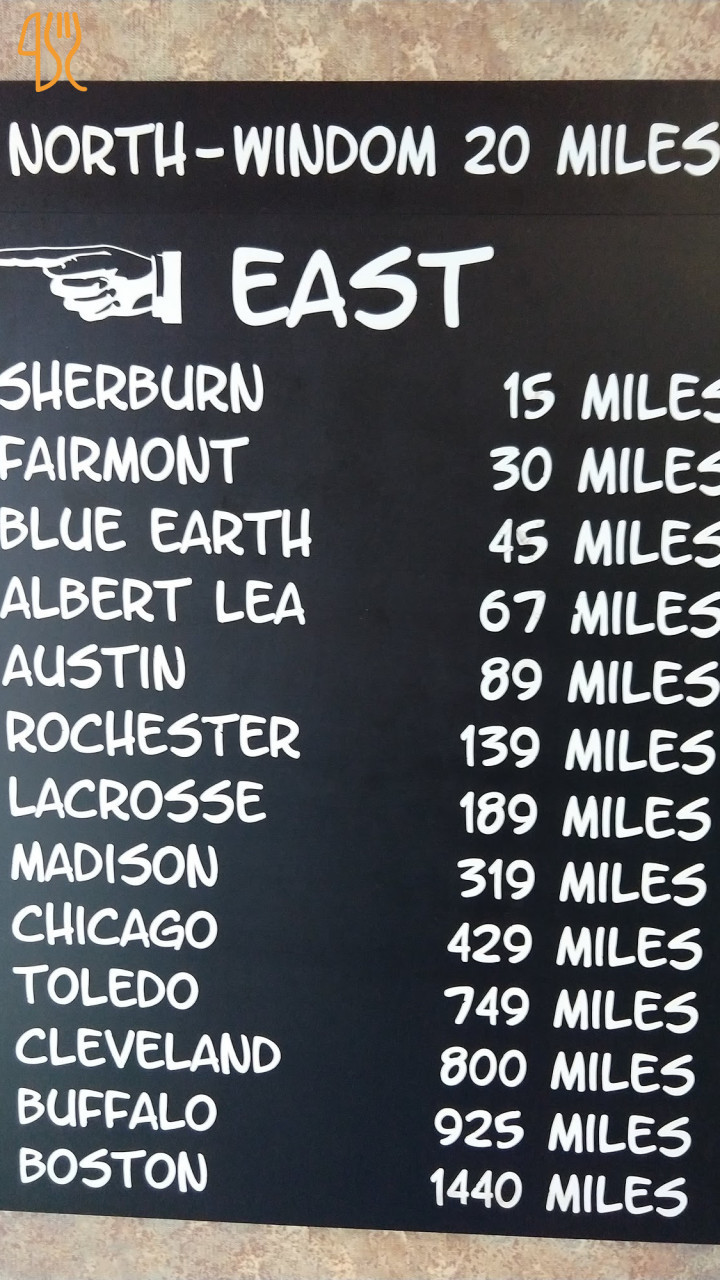 NORTH-WINDOM 20 MILES
EAST
SHERBURN 15 MILES
FAIRMONT 30 MILES
BLUE EARTH 45 MILES
ALBERT LEA 67 MILES
AUSTIN 89 MILES
ROCHESTER 139 MILES
LACROSSE 189 MILES
MADISON 319 MILES
CHICAGO 429 MILES
TOLEDO 749 MILES
CLEVELAND 800 MILES
BUFFALO 925 MILES
BOSTON 1440 MILES